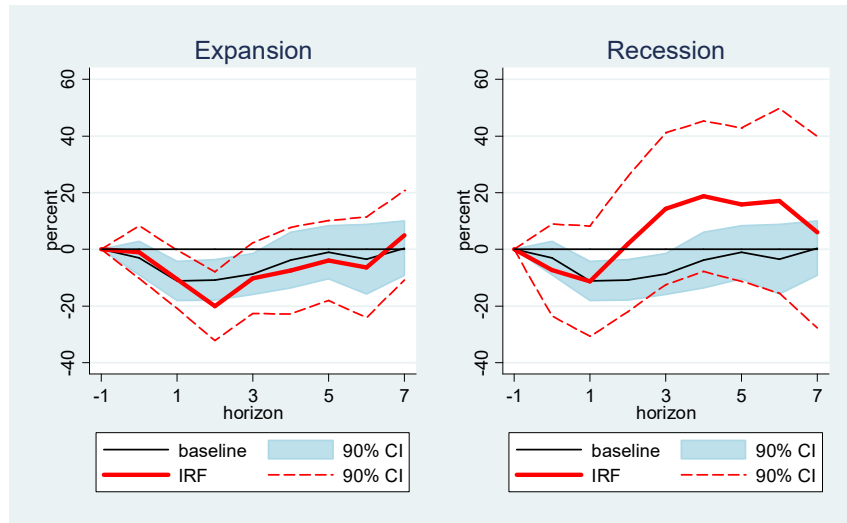 Expansion
60
40
20
0
-20
-40
percent
-1 1 3 5 7
horizon
baseline 90% CI
IRF 90% CI
Recession
60
40
20
0
-20
-40
percent
-1 1 3 5 7
horizon
baseline 90% CI
IRF 90% CI